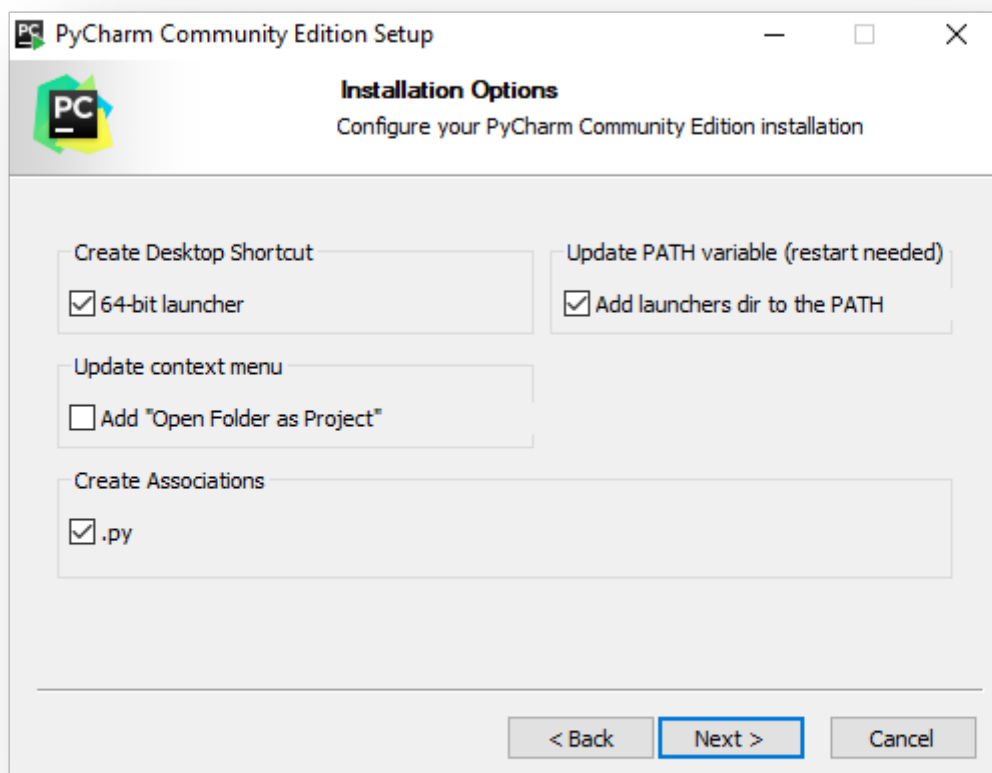 PC PyCharm Community Edition Setup
PC
Installation Options
Configure your PyCharm Community Edition installation
Create Desktop Shortcut
64-bit launcher
Update PATH variable (restart needed)
Add launchers dir to the PATH
Update context menu
Add "Open Folder as Project"
Create Associations
.py
< Back
Next >
Cancel